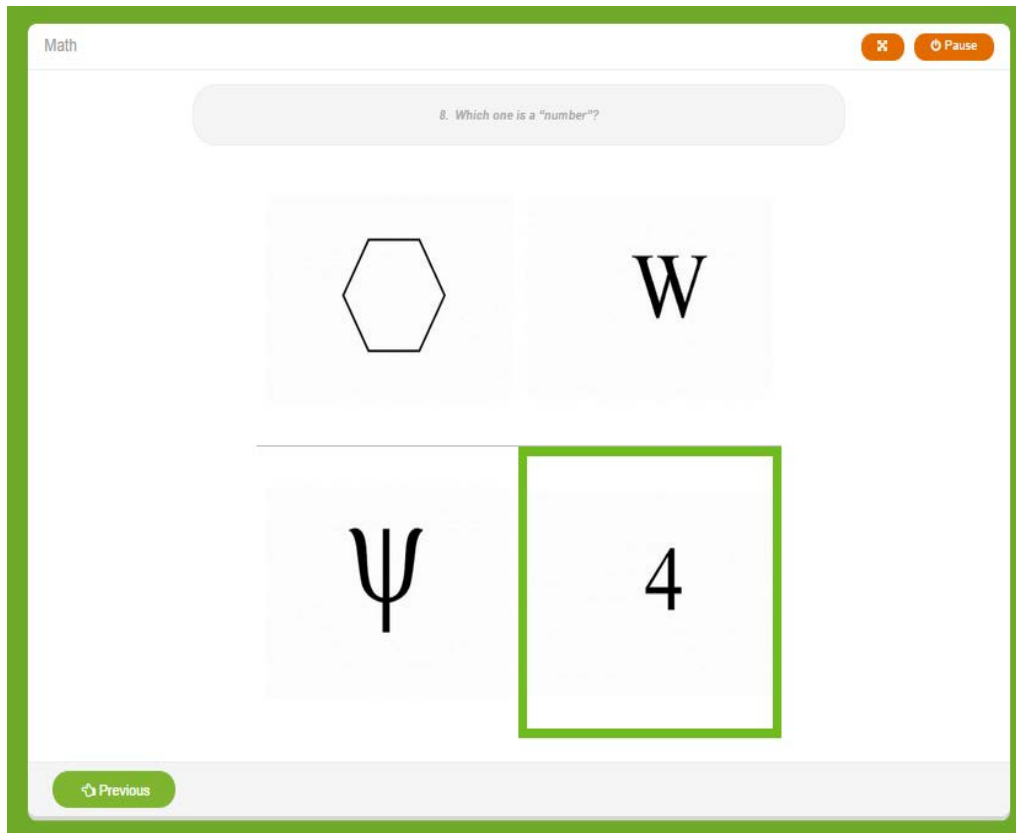 Math
Pause
8. Which one is a “number”?
W
ψ 4
Previous